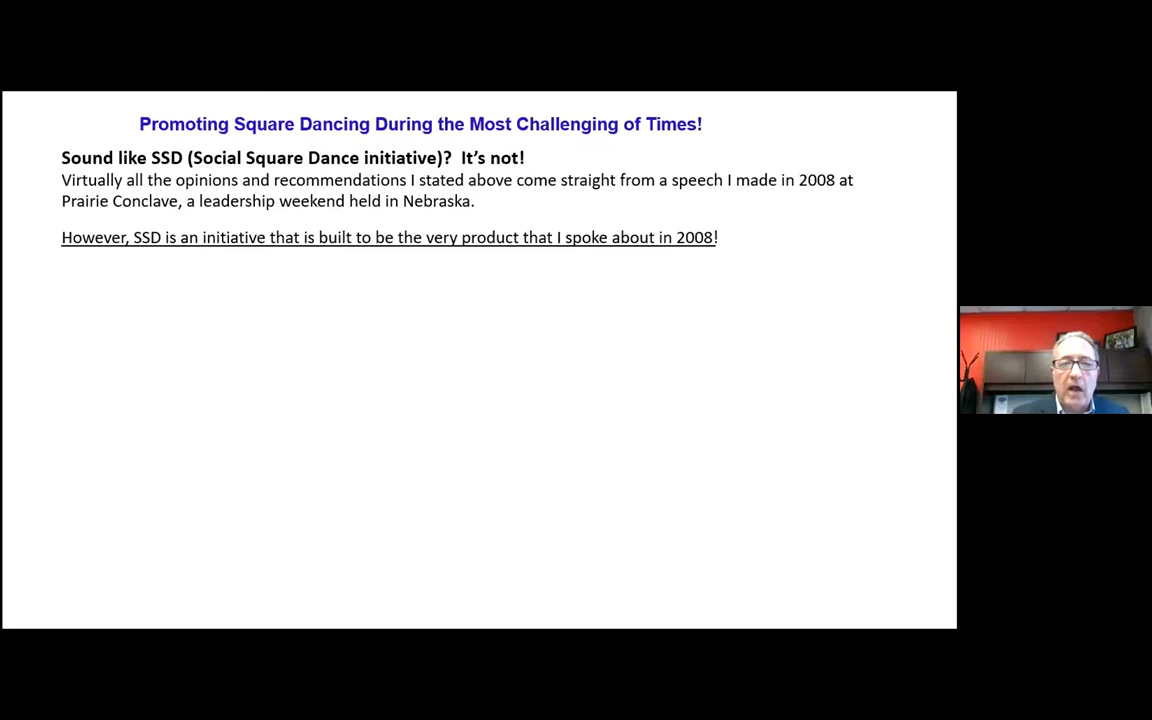 Promoting Square Dancing During the Most Challenging of Times!
Sound like SSD (Social Square Dance initiative)? It’s not!
Virtually all the opinions and recommendations I stated above come straight from a speech I made in 2008 at
Prairie Conclave, a leadership weekend held in Nebraska.
However, SSD is an initiative that is built to be the very product that I spoke about in 2008!